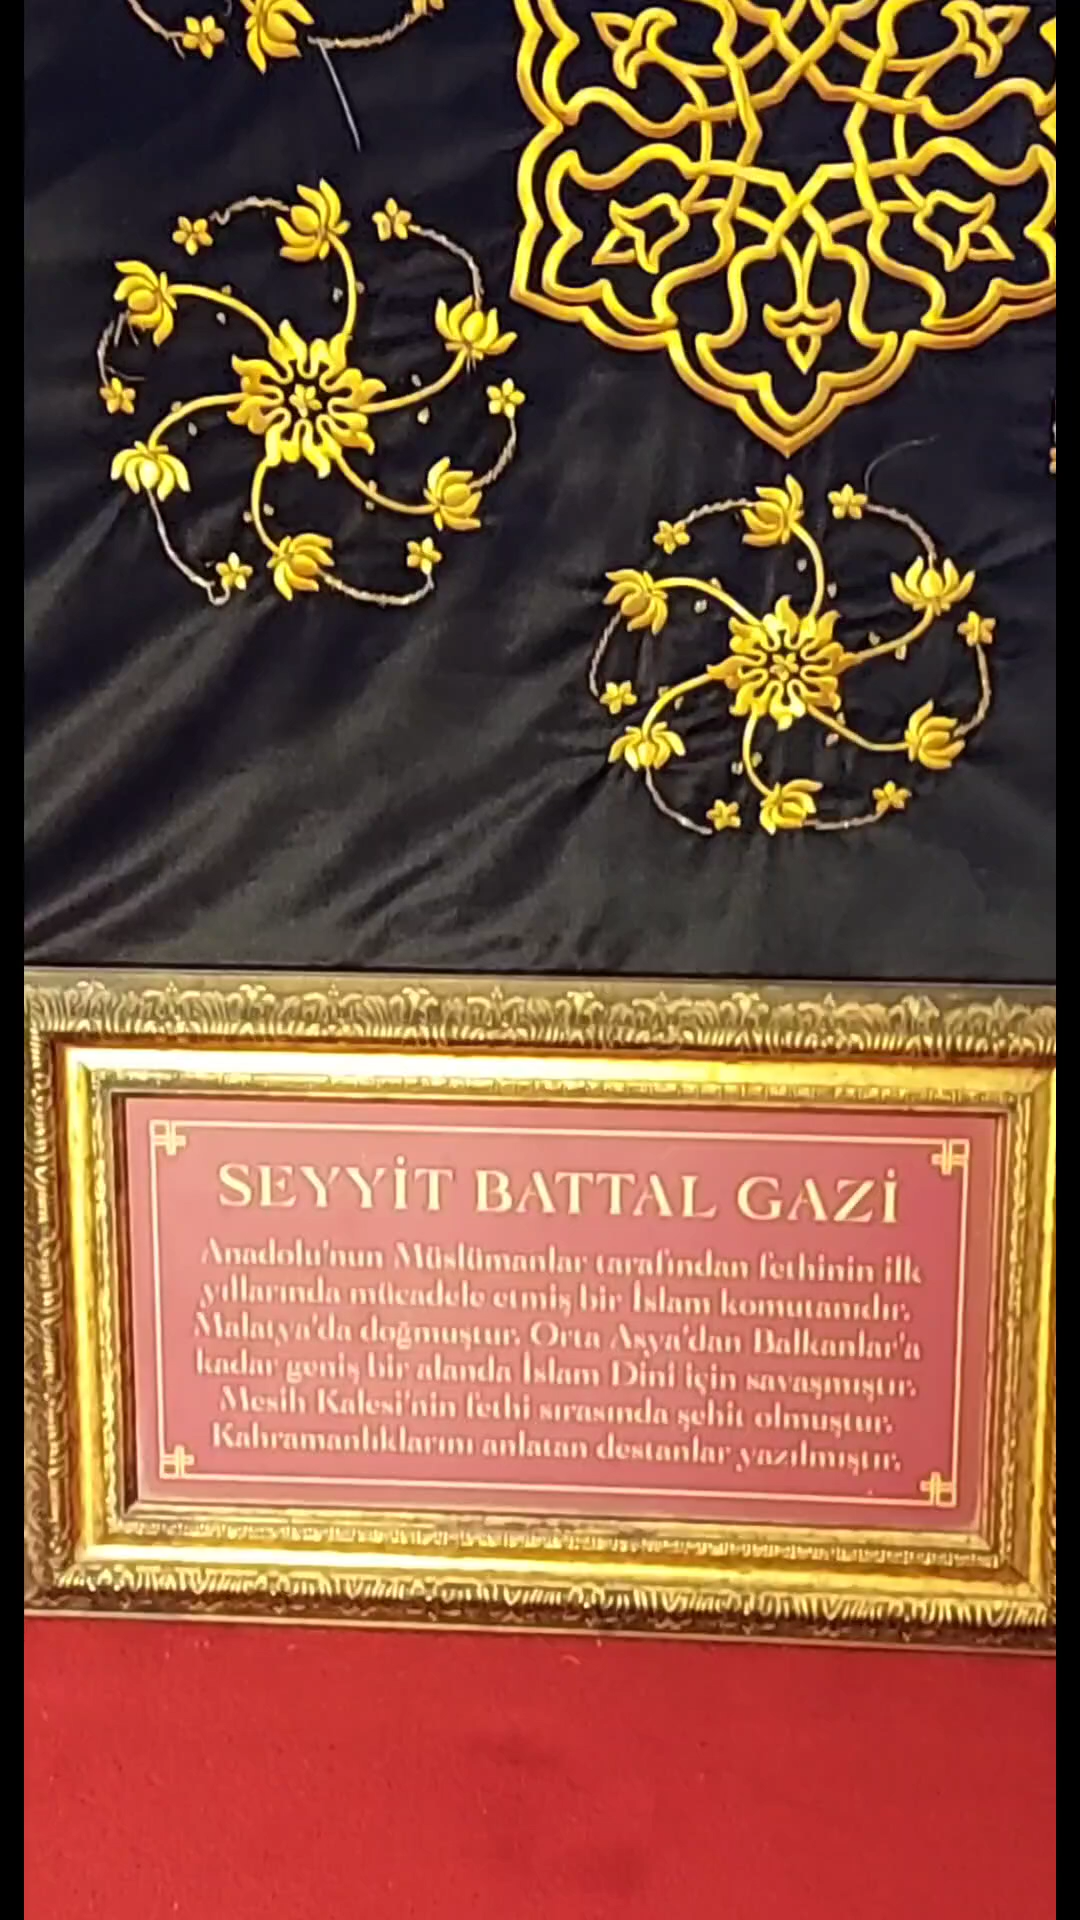 SEYYİT BATTAL GAZİ
Anadolu'nun Müslümanlar tarafından fethinin ilk
yıllarında mücadele etmiş bir İslam komutanıdır.
Malatya'da doğmuştur. Orta Asya'dan Balkanlar'a
kadar geniş bir alanda İslam Dini için savaşmıştır.
Mesih Kalesi'nin fethi sırasında şehit olmuştur.
Kahramanlıklarını anlatan destanlar yazılmıştır.